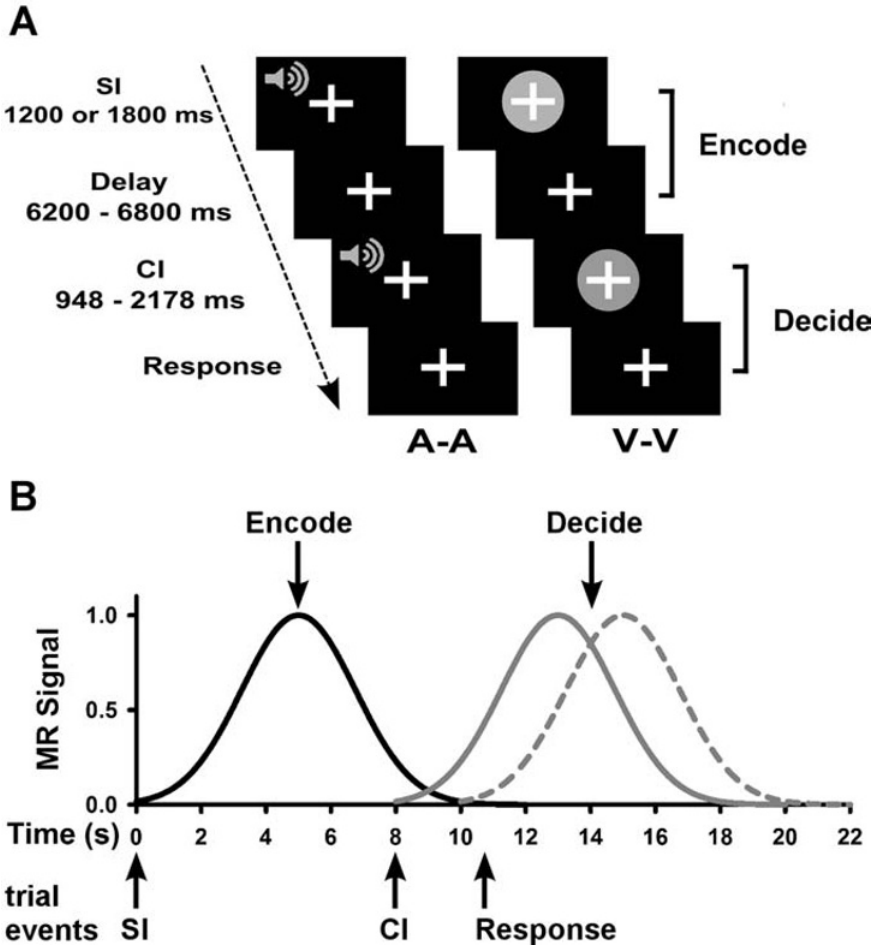 A
SI
1200 or 1800 ms
Delay
6200 - 6800 ms
CI
948 - 2178 ms
Response
Encode
Decide
A-A
V-V
B
Encode
Decide
MR Signal
1.0
0.5
0.0
Time (s)
0 2 4 6 8 10 12 14 16 18 20 22
trial
events
SI
CI
Response